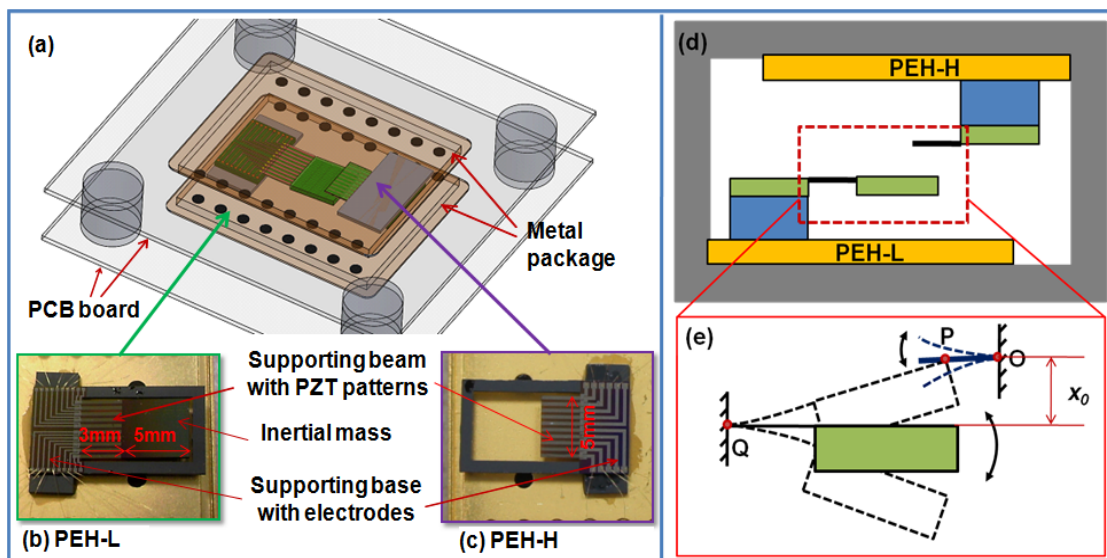 (a)
Metal
package
PCB board
Supporting beam
with PZT patterns
Inertial mass
Supporting base
with electrodes
3mm
5mm
5mm
(b) PEH-L
(c) PEH-H
(d)
PEH-H
PEH-L
(e)
P
O
Q
x0